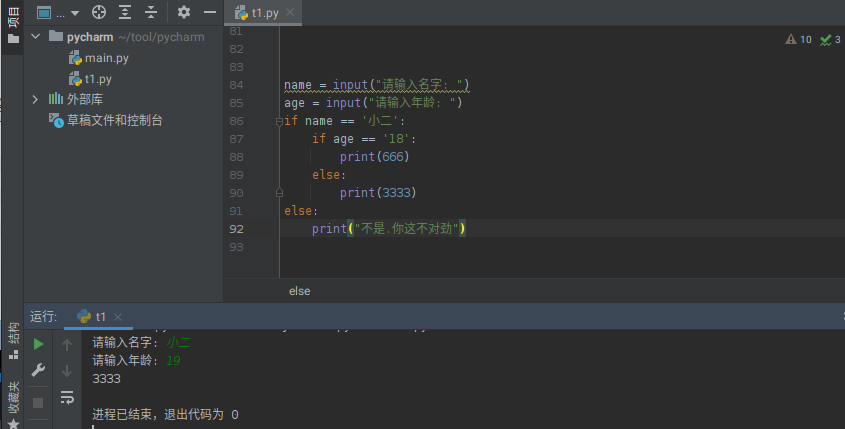 项目
...
t1.py
pycharm ~/tool/pycharm
main.py
t1.py
外部库
草稿文件和控制台
81
82
83
84 name = input("请输入名字: ")
85 age = input("请输入年龄: ")
86 if name == '小二':
87 if age == '18':
88 print(666)
89 else:
90 print(3333)
91 else:
92 print("不是.你这不对劲")
93
10 3
else
运行: t1
请输入名字: 小二
请输入年龄: 19
3333
进程已结束，退出代码为 0
结构
收藏夹